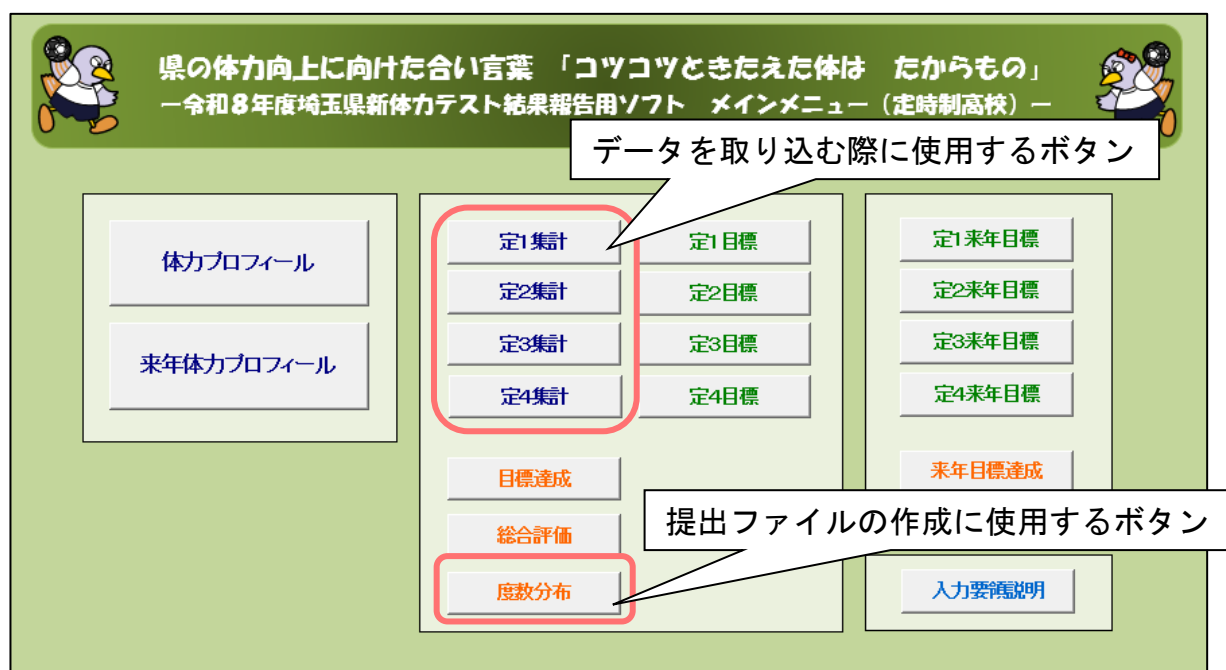 県の体力向上に向けた合い言葉 「コツコツときたえた体は たからもの」
ー令和8年度埼玉県新体力テスト結果報告用ソフト メインメニュー（定時制高校）ー
データを取り込む際に使用するボタン
体力プロフィール
来年体力プロフィール
定1集計
定1目標
定2集計
定2目標
定3集計
定3目標
定4集計
定4目標
目標達成
総合評価
度数分布
定1来年目標
定2来年目標
定3来年目標
定4来年目標
来年目標達成
提出ファイルの作成に使用するボタン
入力要領説明